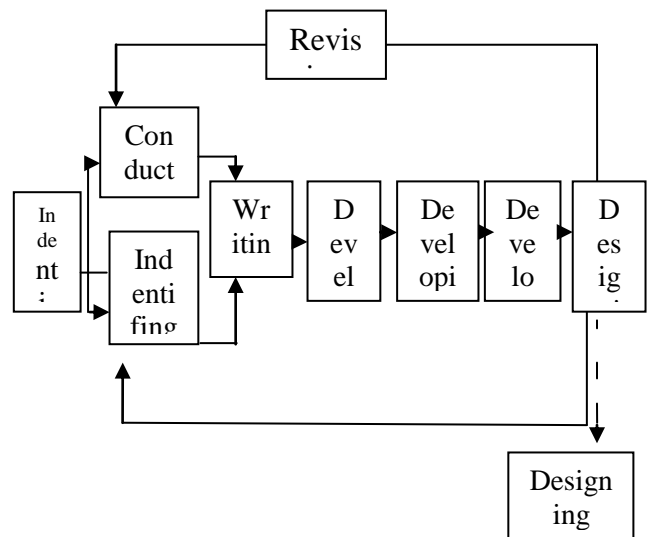 Revis
Con
duct
In
de
nt
Ind
enti
fing
Wr
itin
D
ev
el
De
vel
opi
De
ve
lo
D
es
ig
Design
ing